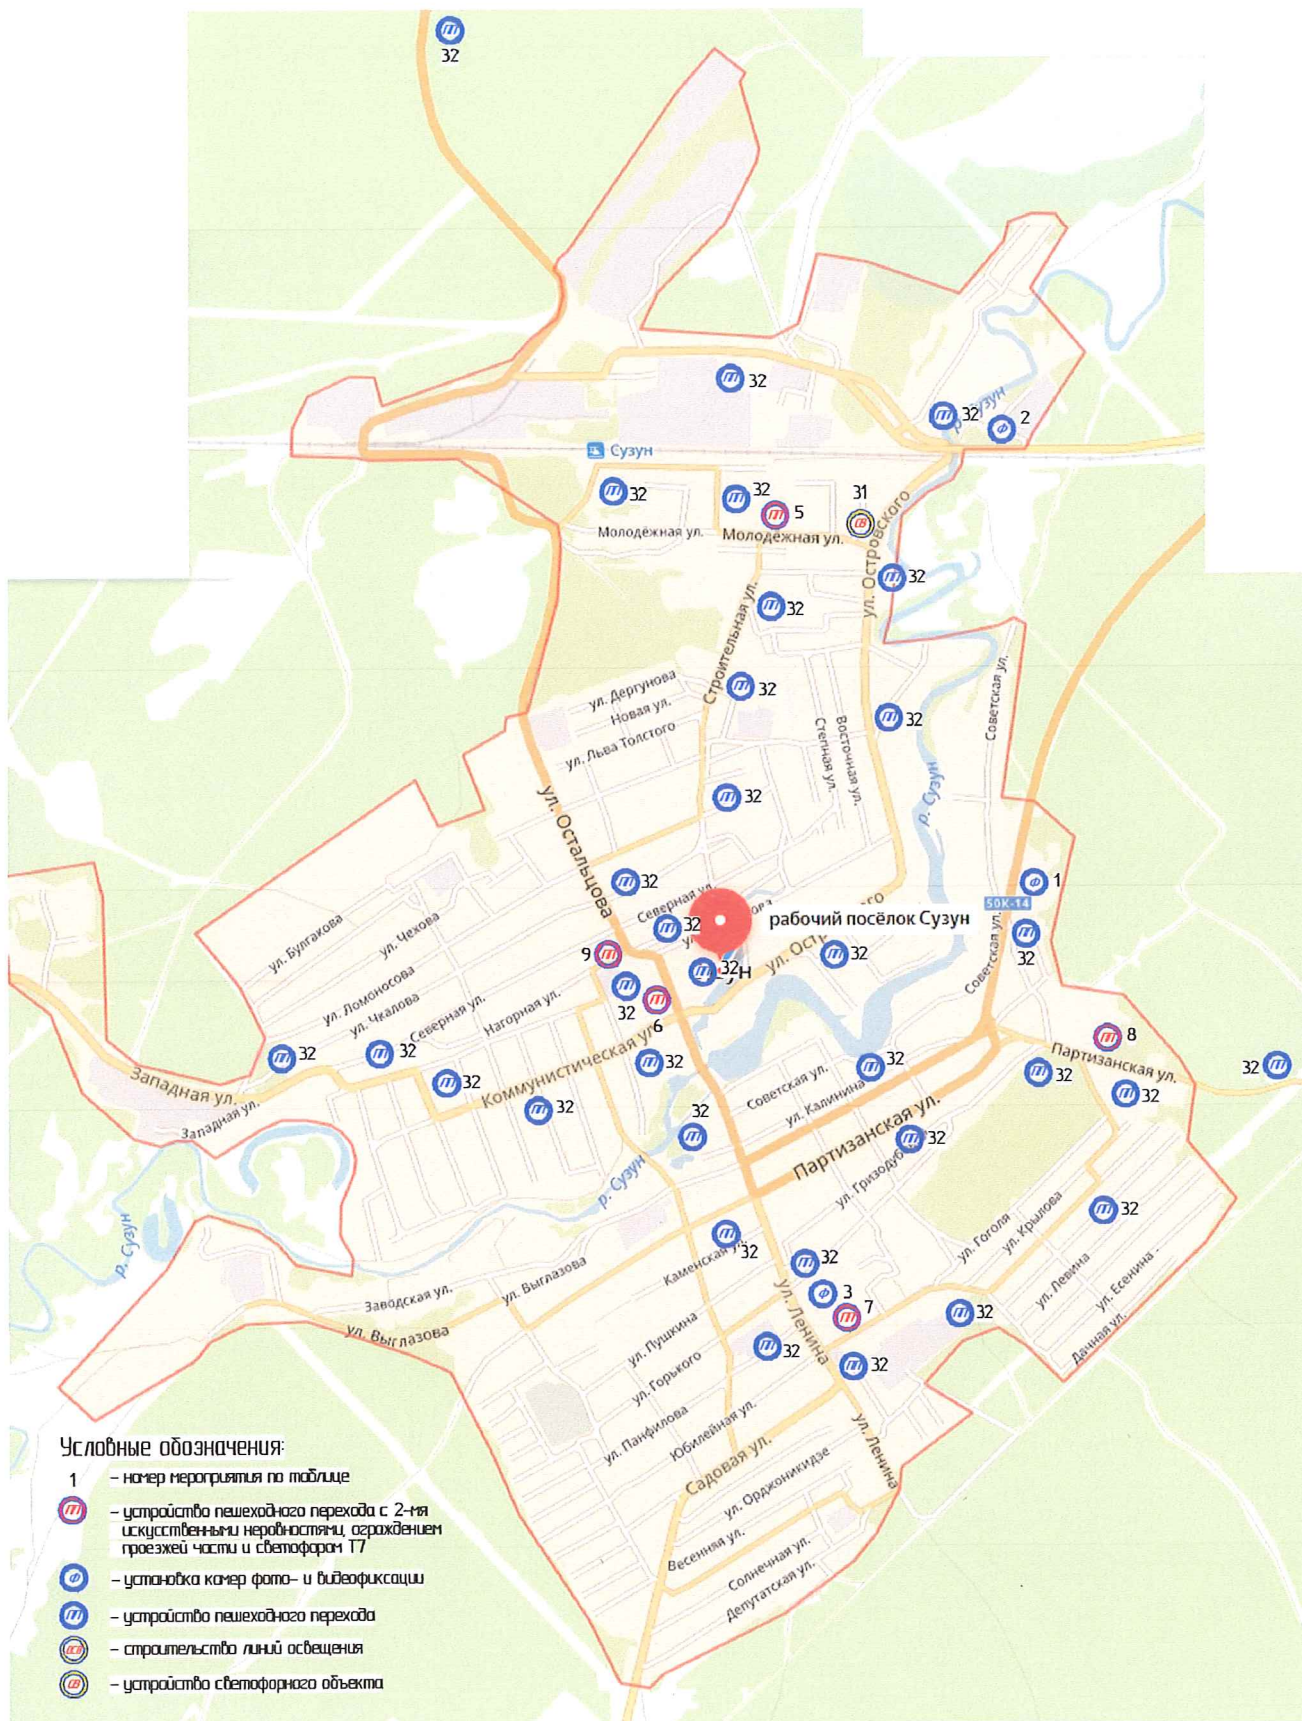 32
32
32
р. Сузун
2
Сузун
32
32
5
31
Молодёжная ул.
Молодёжная ул.
ул. Островского
32
32
Строительная ул.
Советская ул.
ул. Дергунова
Новая ул.
ул. Льва Толстого
32
32
Степная ул.
Восточная ул.
р. Сузун
32
ул. Остальцова
32
1
50К-14
Северная ул.
32
рабочий посёлок Сузун
ул. Булгакова
ул. Чехова
9
32
32
32
Советская ул.
ул. Ломоносова
ул. Чкалова
Северная ул.
Нагорная ул.
32
6
8
Партизанская ул.
32
32
32
Западная ул.
Западная ул.
32
Коммунистическая ул.
32
32
32
Советская ул.
ул. Калинина
32
32
32
Партизанская ул.
32
р. Сузун
р. Сузун
32
ул. Гоголя
ул. Крылова
ул. Левина
ул. Есенина
Дачная ул.
Каменская ул.
32
32
3
7
32
Заводская ул.
ул. Выглазова
ул. Выглазова
ул. Ленина
ул. Пушкина
ул. Горького
32
32
ул. Панфилова
Юбилейная ул.
Садовая ул.
ул. Ленина
ул. Орджоникидзе
Весенняя ул.
Солнечная ул.
Депутатская ул.
Условные обозначения:
1 – номер мероприятия по таблице
– устройство пешеходного перехода с 2-мя
искусственными неровностями, ограждением
проезжей части и светофором Т7
– установка камер фото- и видеофиксации
– устройство пешеходного перехода
– строительство линий освещения
– устройство светофорного объекта